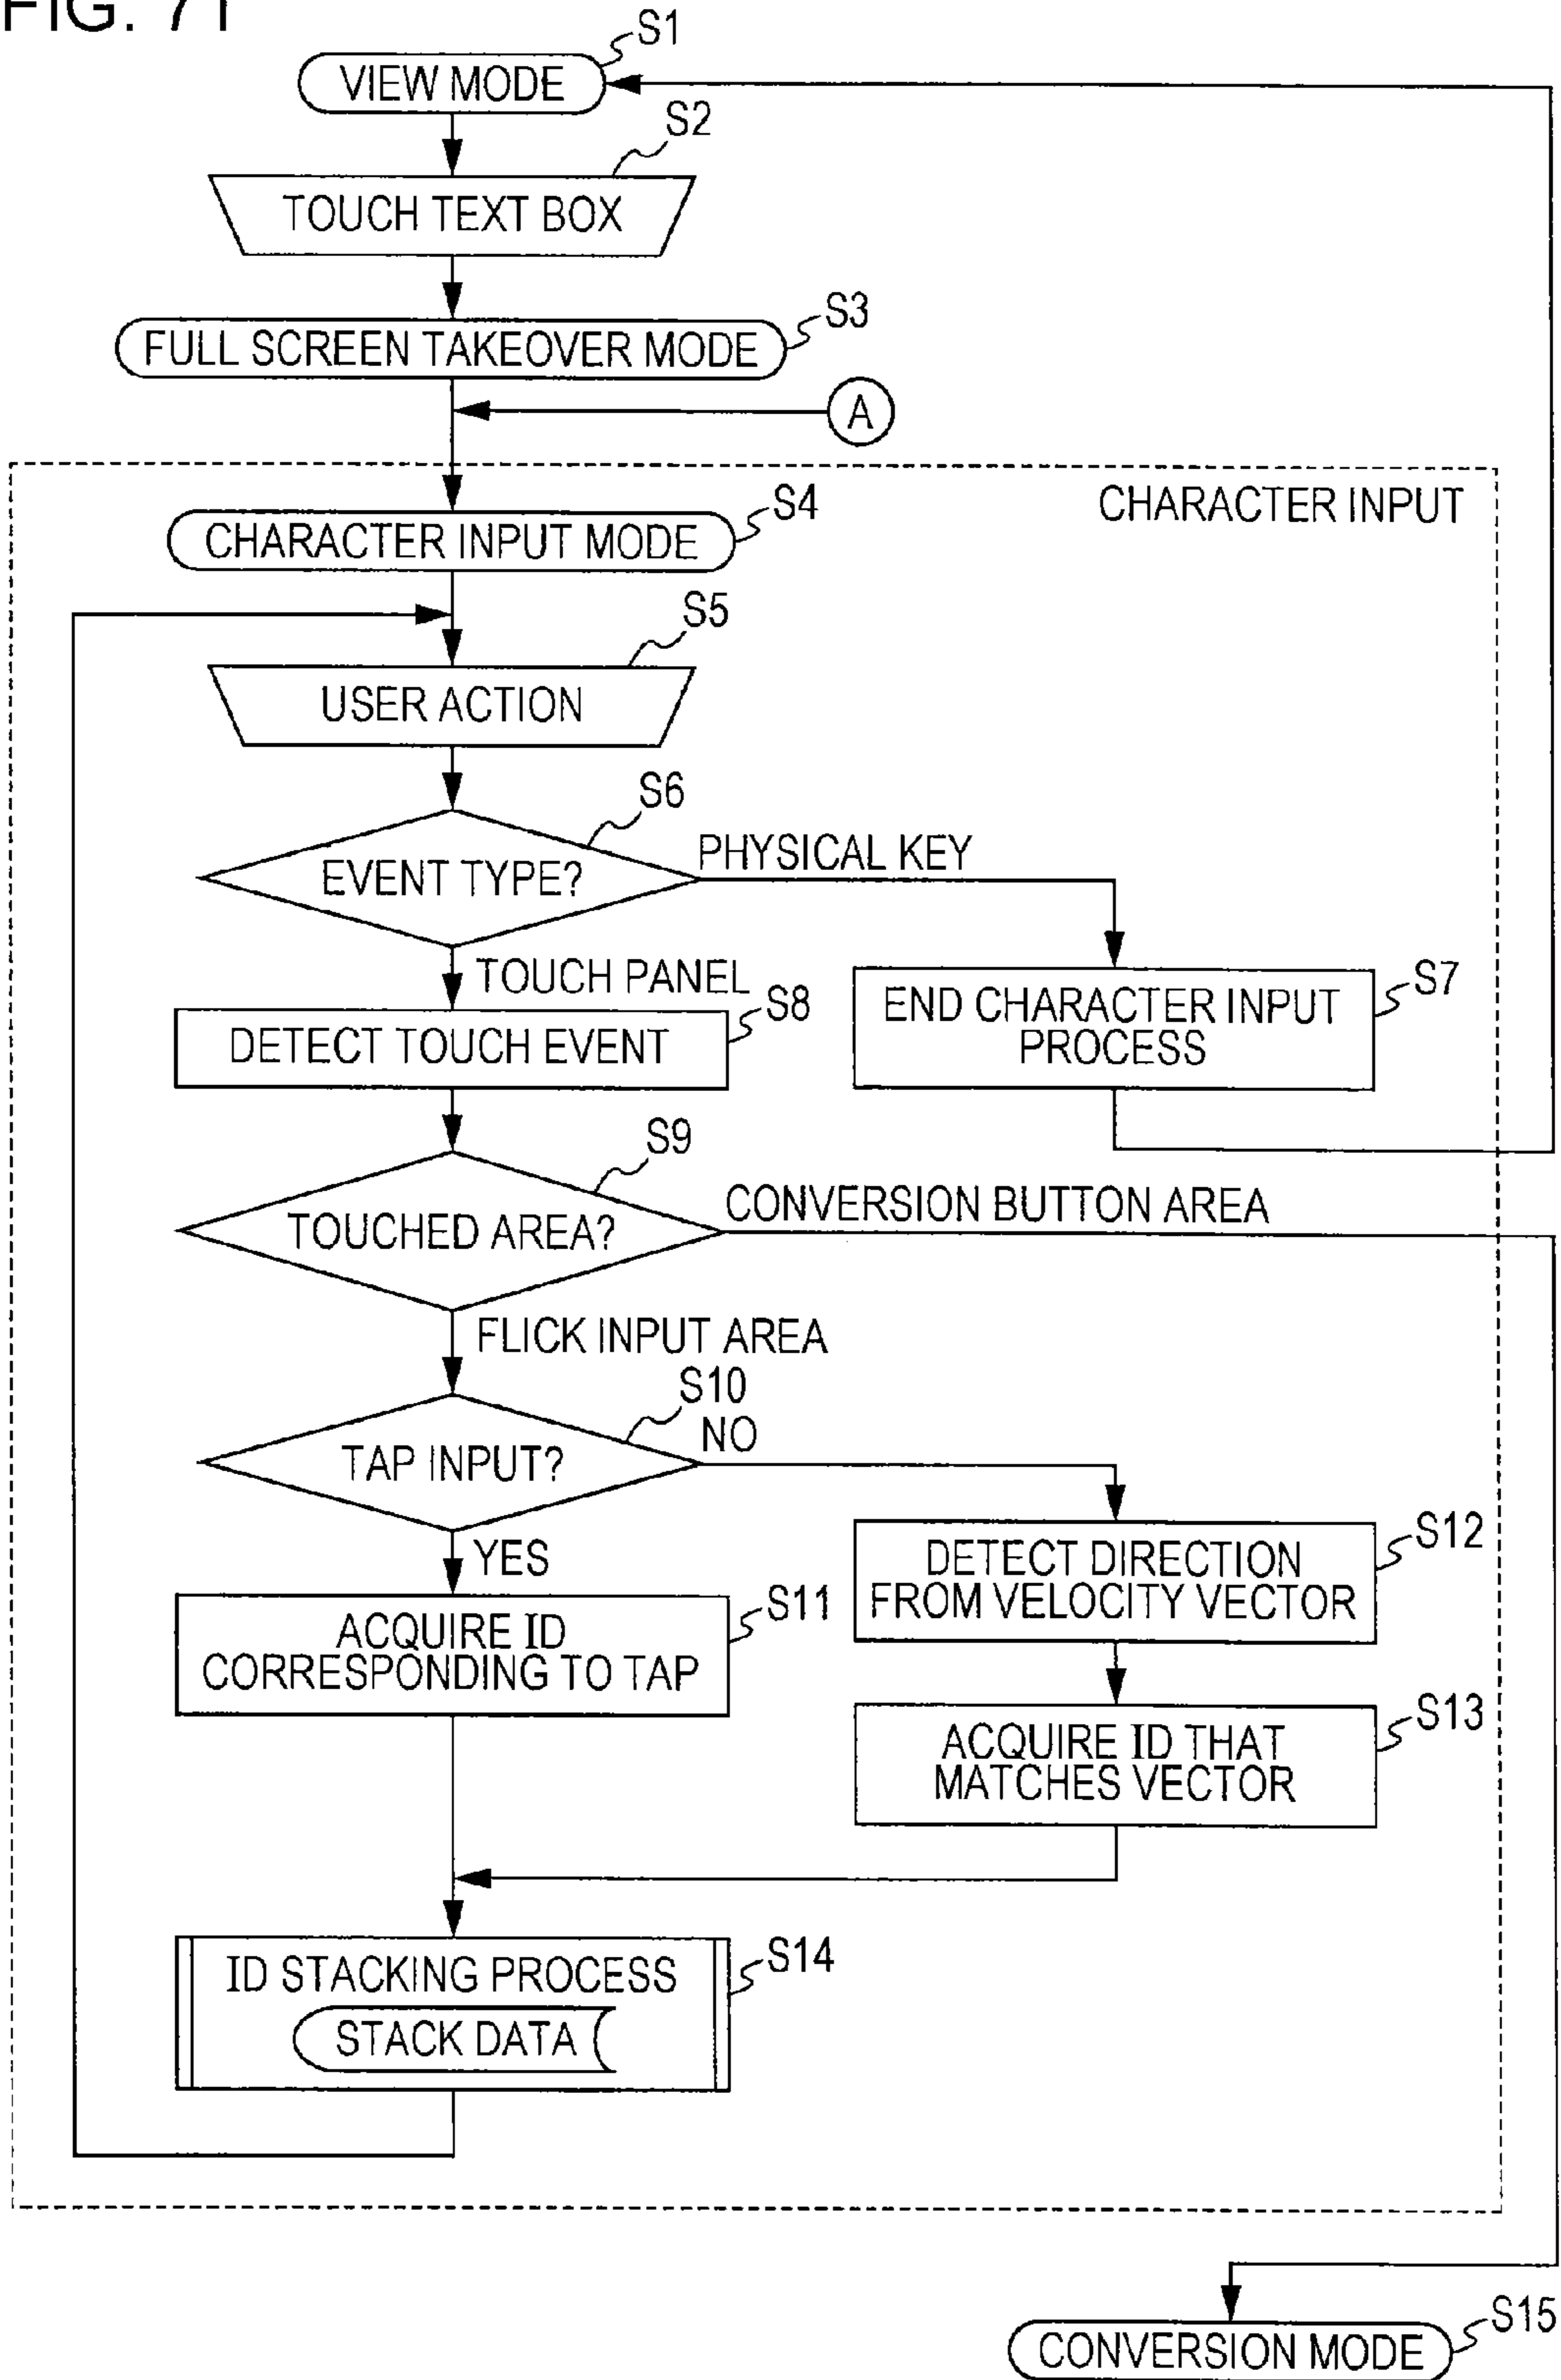 FIG. 71
S1
VIEW MODE
S2
TOUCH TEXT BOX
S3
FULL SCREEN TAKEOVER MODE
A
CHARACTER INPUT
S4
CHARACTER INPUT MODE
S5
USER ACTION
S6
EVENT TYPE?
PHYSICAL KEY
TOUCH PANEL
S7
END CHARACTER INPUT
PROCESS
S8
DETECT TOUCH EVENT
S9
TOUCHED AREA?
CONVERSION BUTTON AREA
FLICK INPUT AREA
S10
TAP INPUT?
NO
YES
S12
DETECT DIRECTION
FROM VELOCITY VECTOR
S11
ACQUIRE ID
CORRESPONDING TO TAP
S13
ACQUIRE ID THAT
MATCHES VECTOR
S14
ID STACKING PROCESS
STACK DATA
S15
CONVERSION MODE